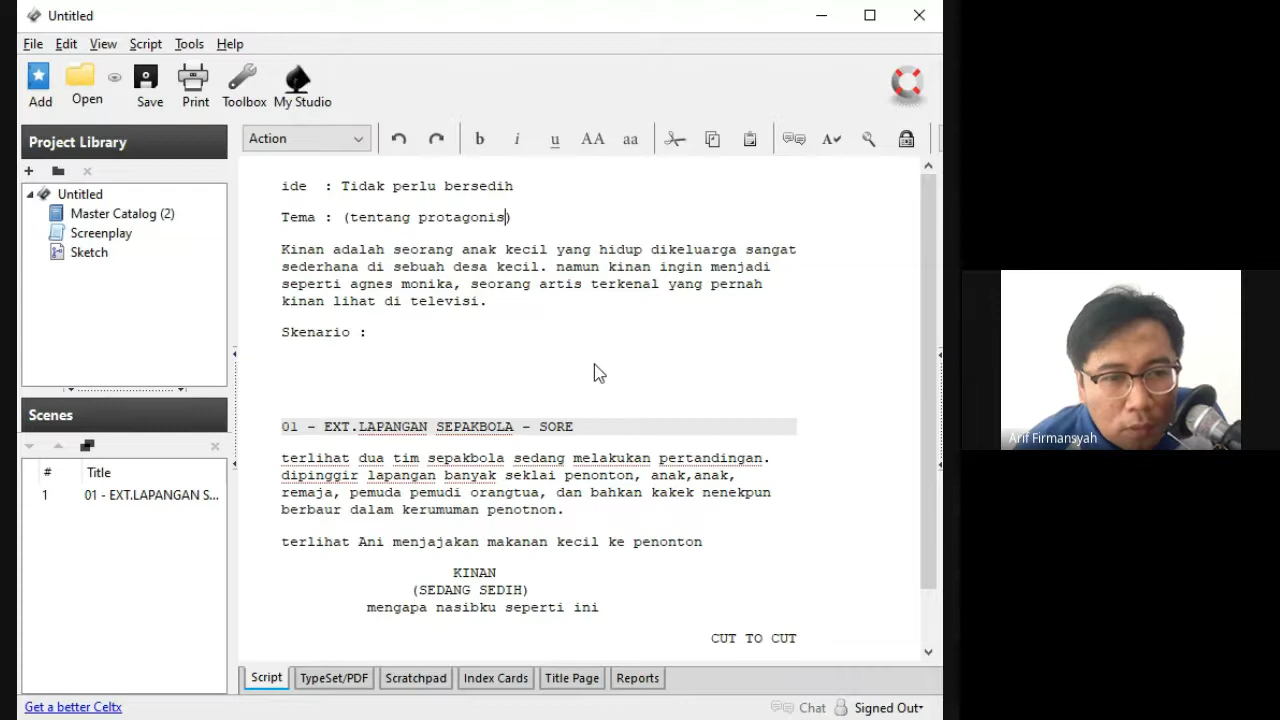 Untitled
File Edit View Script Tools Help
Add Open Save Print Toolbox My Studio
Project Library
Action b i u AA aa
Untitled
Master Catalog (2)
Screenplay
Sketch
ide : Tidak perlu bersedih
Tema : (tentang protagonis)
Kinan adalah seorang anak kecil yang hidup dikeluarga sangat
sederhana di sebuah desa kecil. namun kinan ingin menjadi
seperti agnes monika, seorang artis terkenal yang pernah
kinan lihat di televisi.
Skenario :
Scenes
# Title
1 01 - EXT.LAPANGAN S...
01 - EXT.LAPANGAN SEPAKBOLA - SORE
terlihat dua tim sepakbola sedang melakukan pertandingan.
dipinggir lapangan banyak seklai penonton, anak,anak,
remaja, pemuda pemudi orangtua, dan bahkan kakek nenekpun
berbaur dalam kerumuman penotnon.
terlihat Ani menjajakan makanan kecil ke penonton
KINAN
(SEDANG SEDIH)
mengapa nasibku seperti ini
CUT TO CUT
Script TypeSet/PDF Scratchpad Index Cards Title Page Reports
Get a better Celtx
Chat Signed Out
Arif Firmansyah